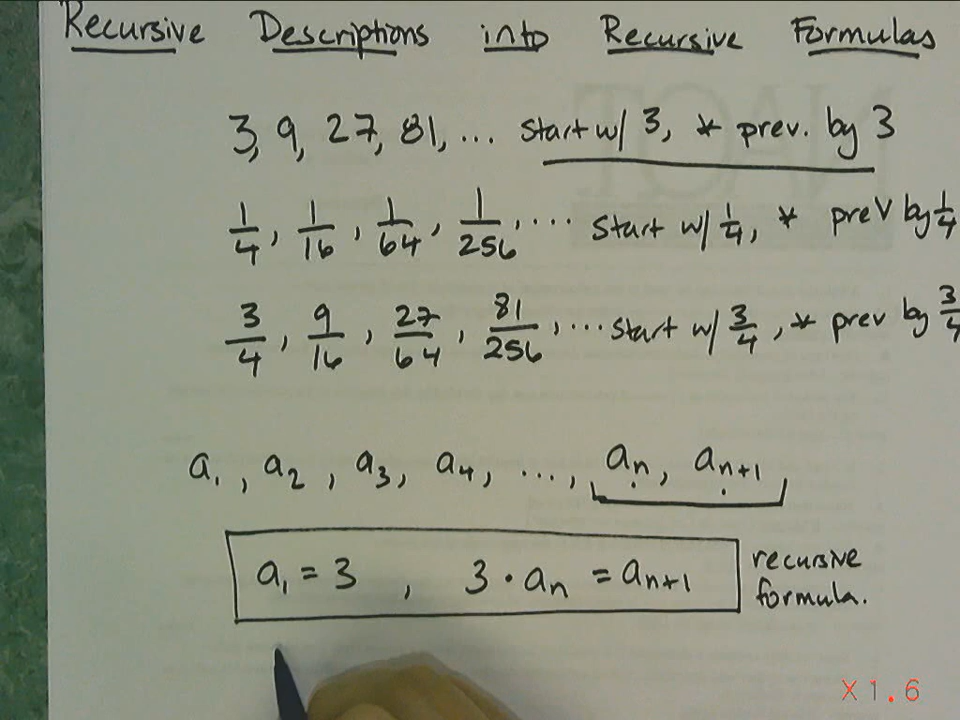 Recursive Descriptions into Recursive Formulas
3, 9, 27, 81, ... Start w/ 3, * prev. by 3
1/4, 1/16, 1/64, 1/256, ... Start w/ 1/4, * prev by 1/4
3/4, 9/16, 27/64, 81/256, ... Start w/ 3/4, * prev by 3/4
a₁, a₂, a₃, a₄, ..., aₙ, aₙ₊₁
a₁ = 3 , 3 · aₙ = aₙ₊₁ recursive
formula.
X1.6